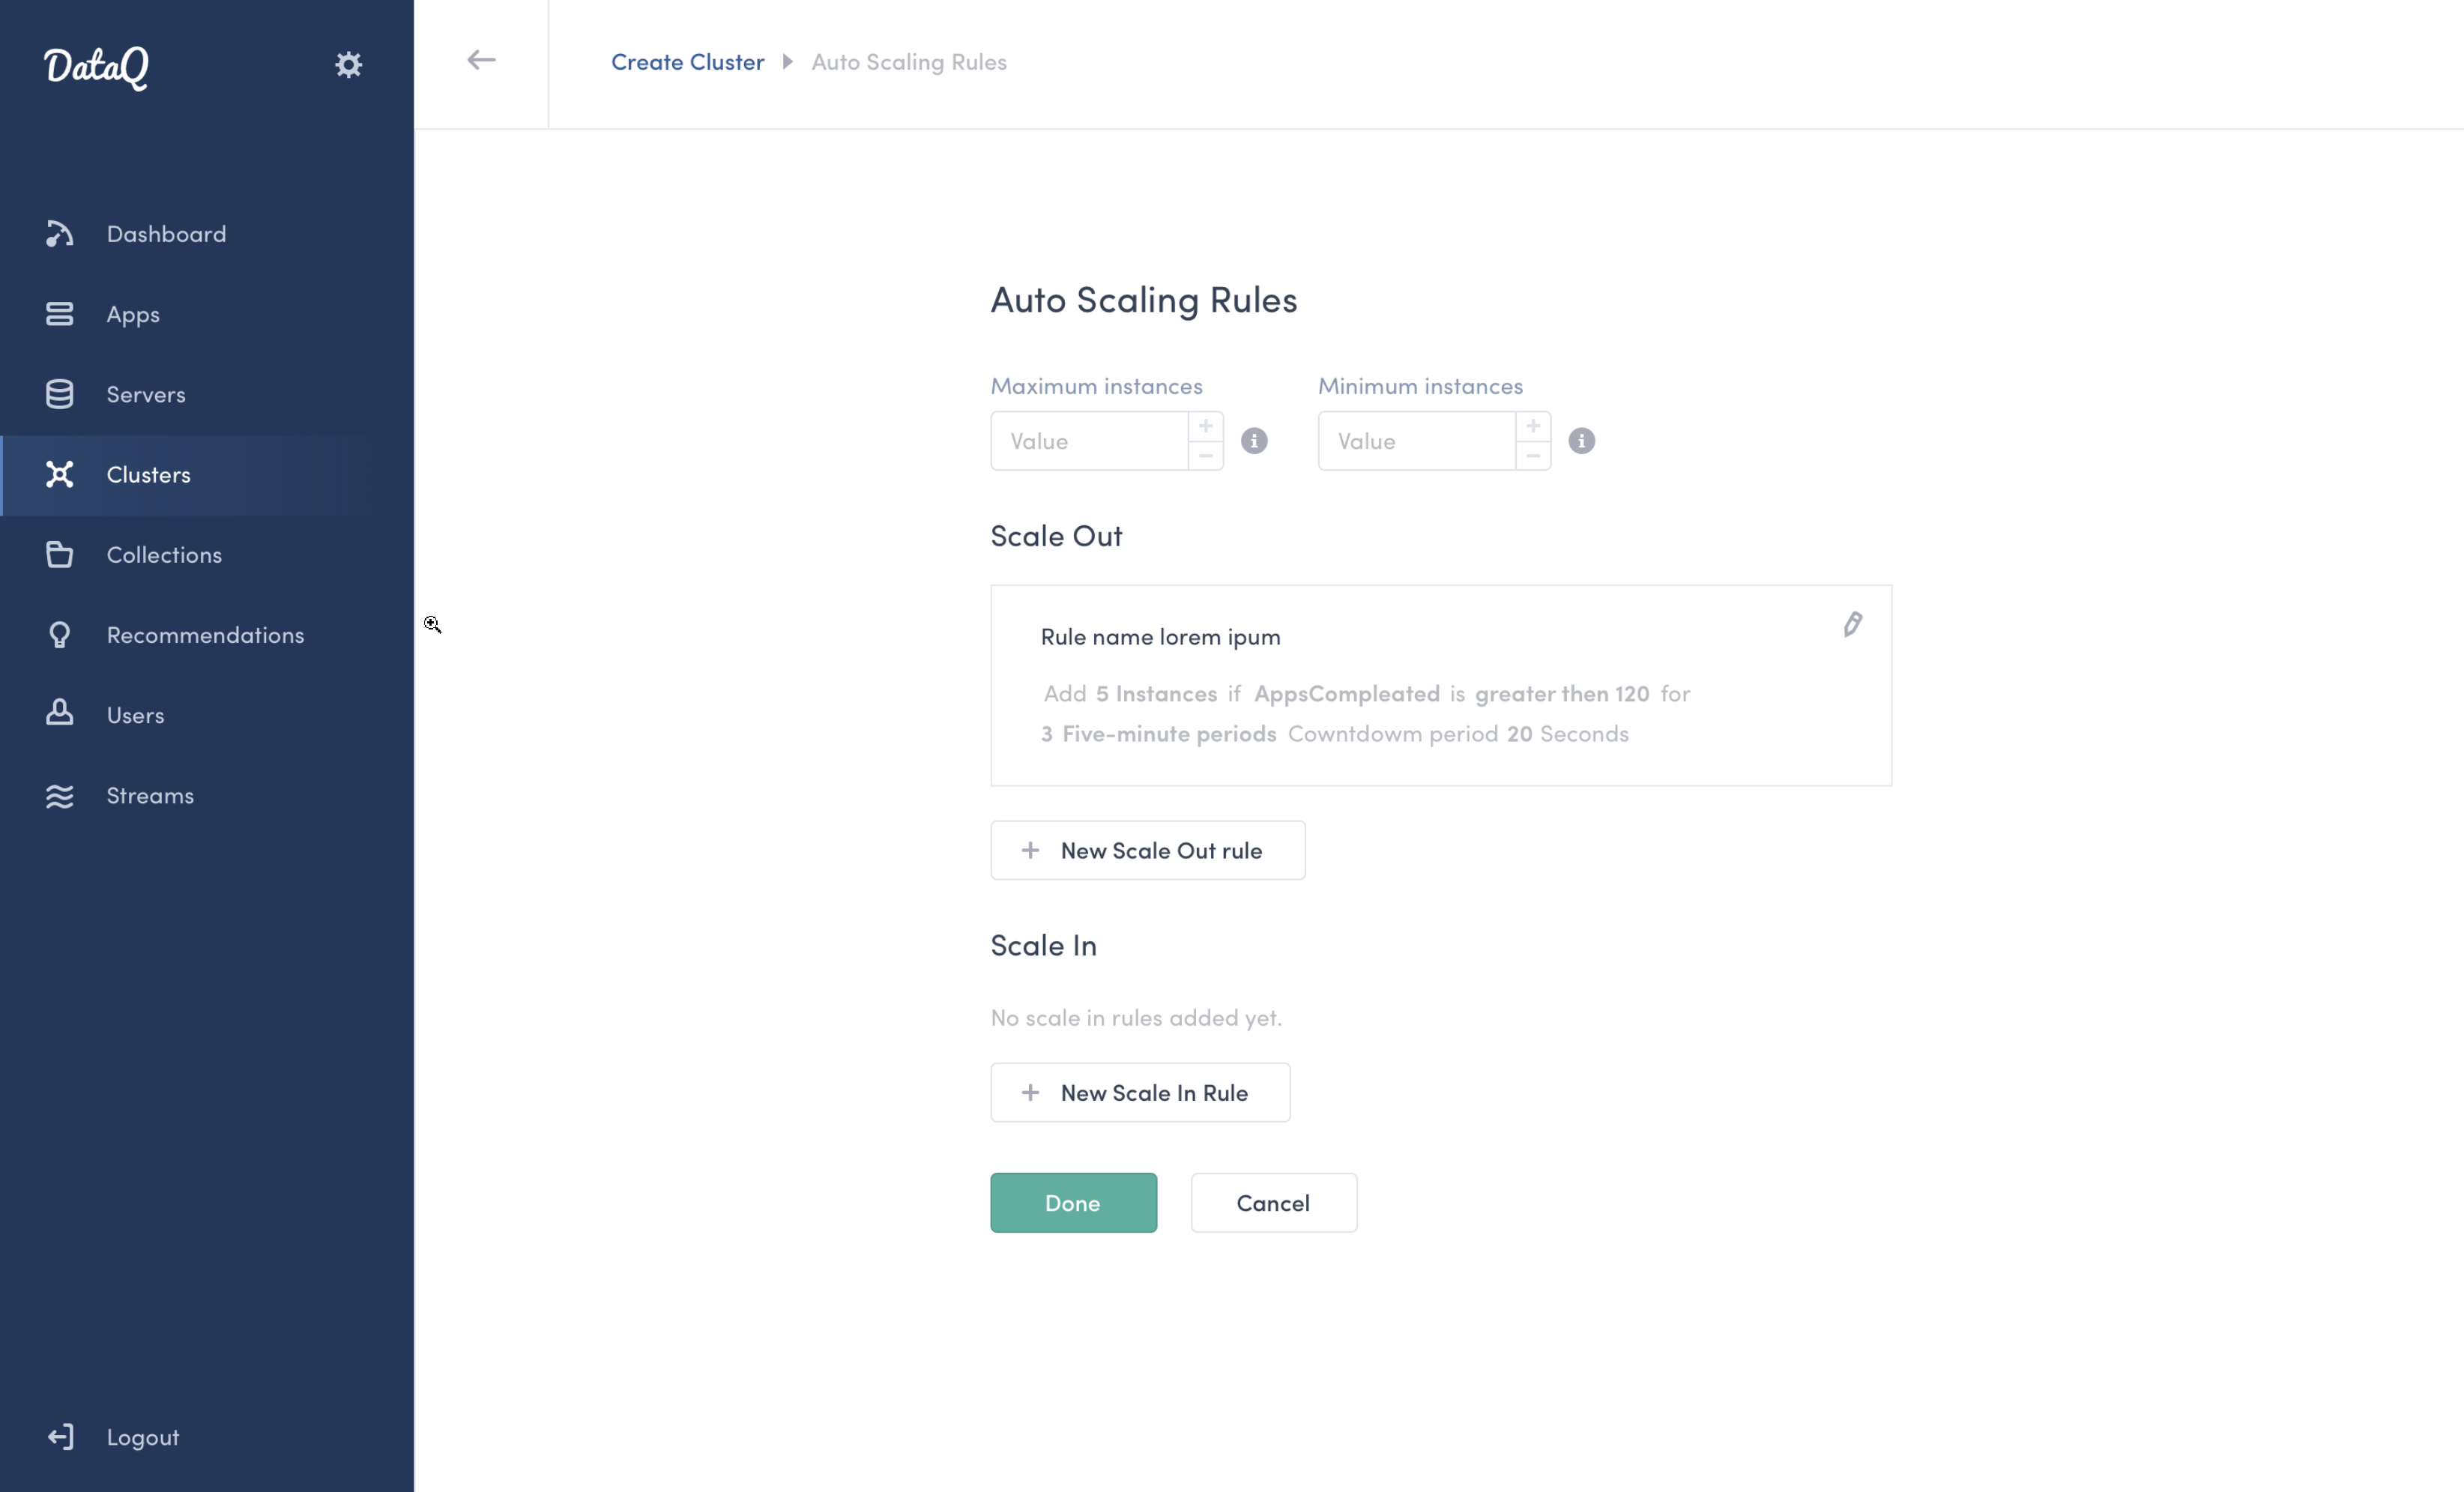 DataQ
Dashboard
Apps
Servers
Clusters
Collections
Recommendations
Users
Streams
Logout
Create Cluster Auto Scaling Rules
Auto Scaling Rules
Maximum instances Minimum instances
Value Value
Scale Out
Rule name lorem ipum
Add 5 Instances if AppsCompleated is greater then 120 for
3 Five-minute periods Cowntdowm period 20 Seconds
+ New Scale Out rule
Scale In
No scale in rules added yet.
+ New Scale In Rule
Done Cancel